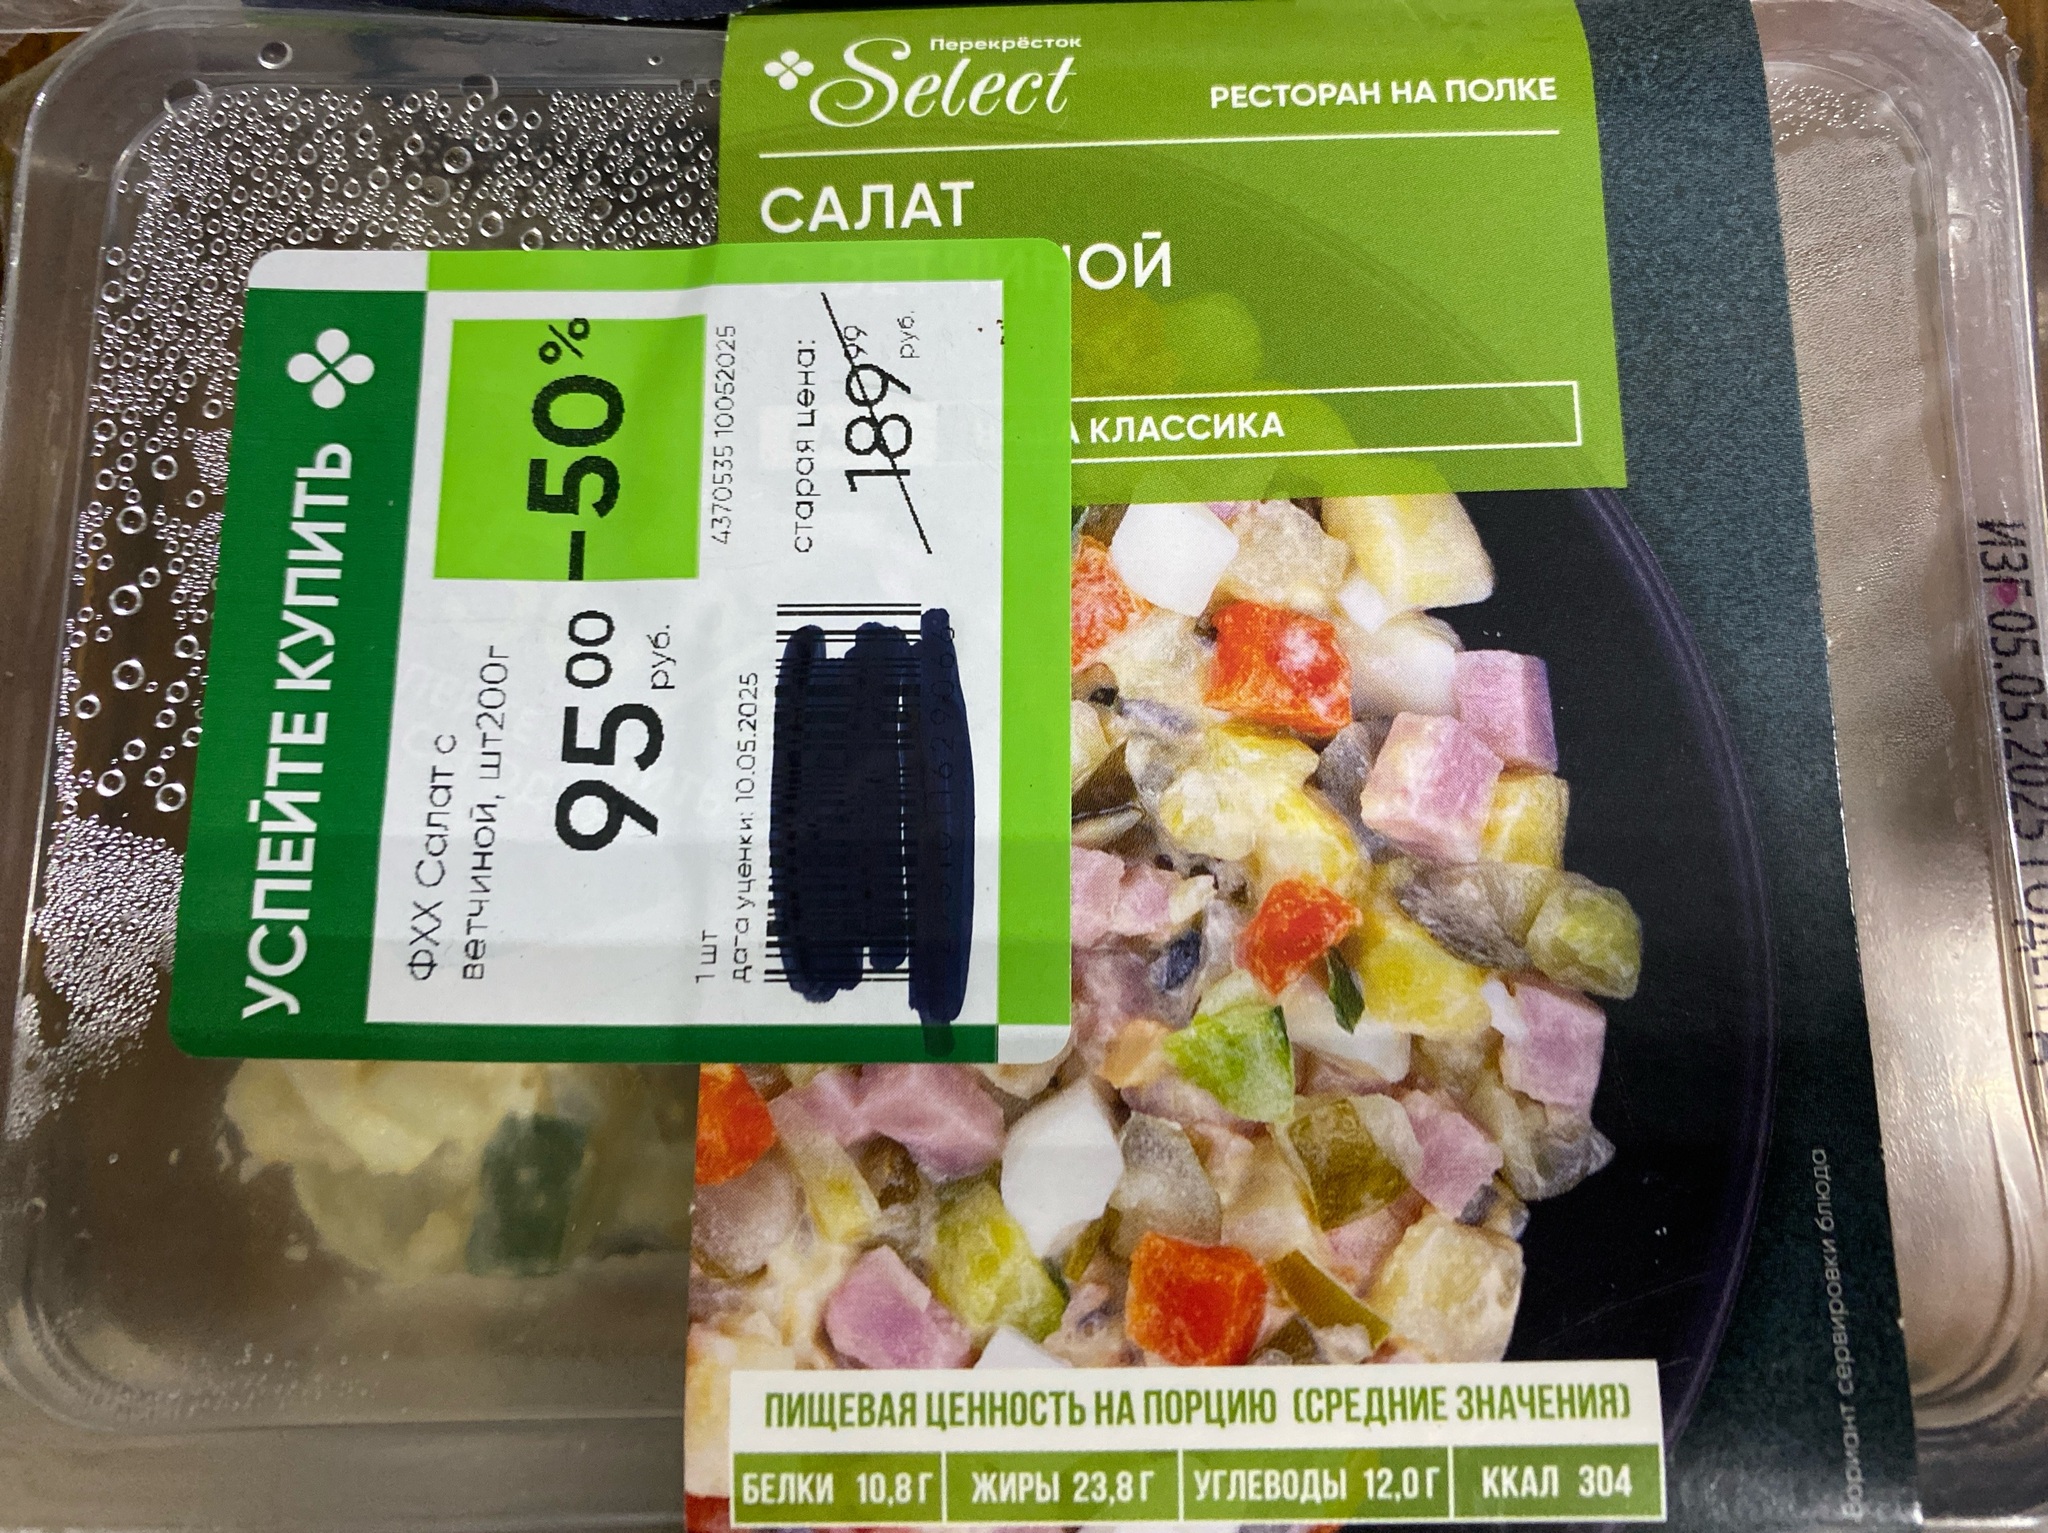 Перекрёсток
Select
РЕСТОРАН НА ПОЛКЕ
САЛАТ
С ВЕТЧИНОЙ
КЛАССИКА
УСПЕЙТЕ КУПИТЬ
ФХХ Салат с
ветчиной, шт200г
95 00
руб.
–50%
4370535 10052025
1 шт
дата уценки: 10.05.2025
старая цена:
189 99
руб.
ИЗГ 05.05.2025
Вариант сервировки блюда
ПИЩЕВАЯ ЦЕННОСТЬ НА ПОРЦИЮ (СРЕДНИЕ ЗНАЧЕНИЯ)
БЕЛКИ 10,8 Г
ЖИРЫ 23,8 Г
УГЛЕВОДЫ 12,0 Г
ККАЛ 304